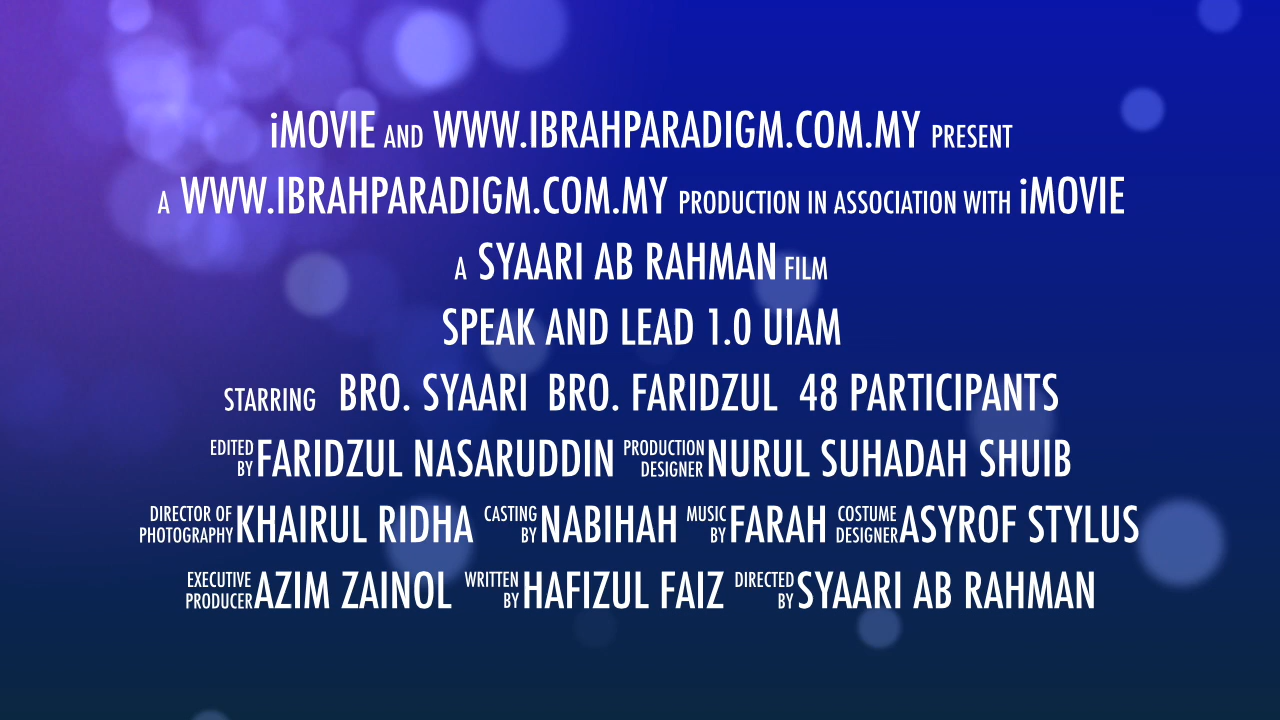 iMOVIE AND WWW.IBRAHPARADIGM.COM.MY PRESENT
A WWW.IBRAHPARADIGM.COM.MY PRODUCTION IN ASSOCIATION WITH iMOVIE
A SYAARI AB RAHMAN FILM
SPEAK AND LEAD 1.0 UIAM
STARRING BRO. SYAARI BRO. FARIDZUL 48 PARTICIPANTS
EDITED BY FARIDZUL NASARUDDIN PRODUCTION DESIGNER NURUL SUHADAH SHUIB
DIRECTOR OF PHOTOGRAPHY KHAIRUL RIDHA CASTING BY NABIHAH MUSIC BY FARAH COSTUME DESIGNER ASYROF STYLUS
EXECUTIVE PRODUCER AZIM ZAINOL WRITTEN BY HAFIZUL FAIZ DIRECTED BY SYAARI AB RAHMAN